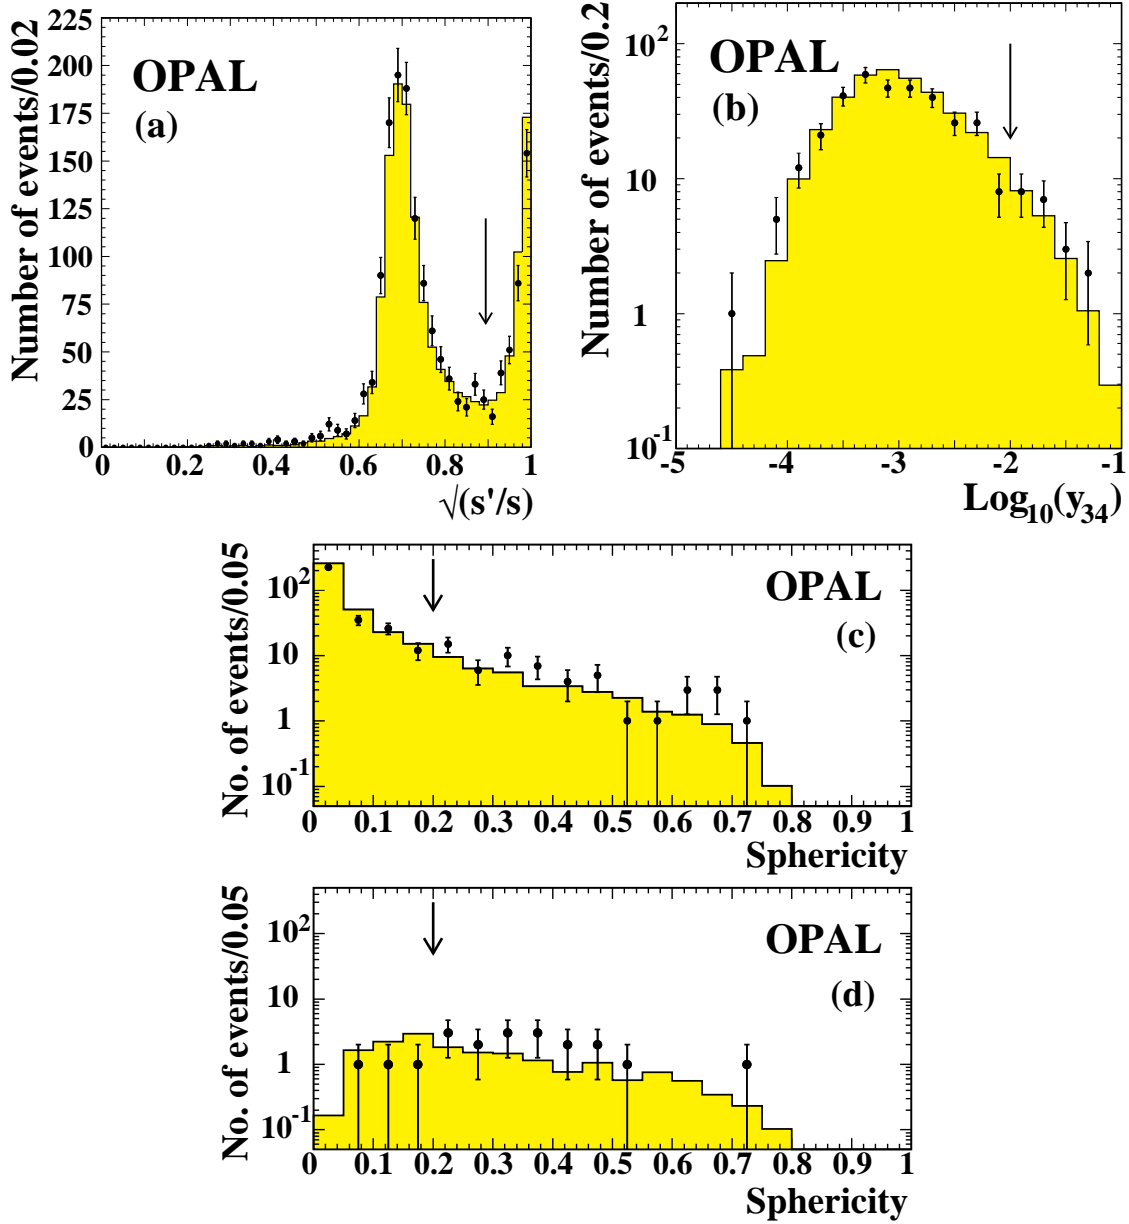 Number of events/0.02
225
200
175
150
125
100
75
50
25
0
OPAL
(a)
0 0.2 0.4 0.6 0.8 1
√(s'/s)
Number of events/0.2
10²
10
1
10⁻¹
OPAL
(b)
-5 -4 -3 -2 -1
Log₁₀(y₃₄)
No. of events/0.05
10²
10
1
10⁻¹
OPAL
(c)
0 0.1 0.2 0.3 0.4 0.5 0.6 0.7 0.8 0.9 1
Sphericity
No. of events/0.05
10²
10
1
10⁻¹
OPAL
(d)
0 0.1 0.2 0.3 0.4 0.5 0.6 0.7 0.8 0.9 1
Sphericity